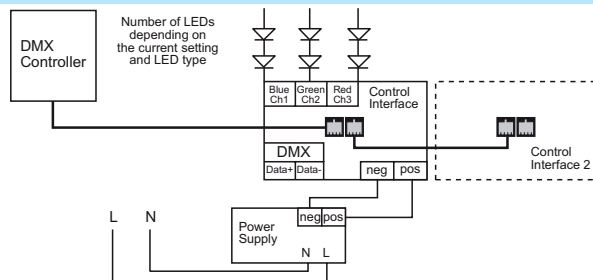 DMX
Controller
Number of LEDs
depending on
the current setting
and LED type
Blue
Ch1
Green
Ch2
Red
Ch3
Control
Interface
DMX
Data+
Data-
neg
pos
Control
Interface 2
L
N
Power
Supply
neg
pos
N
L